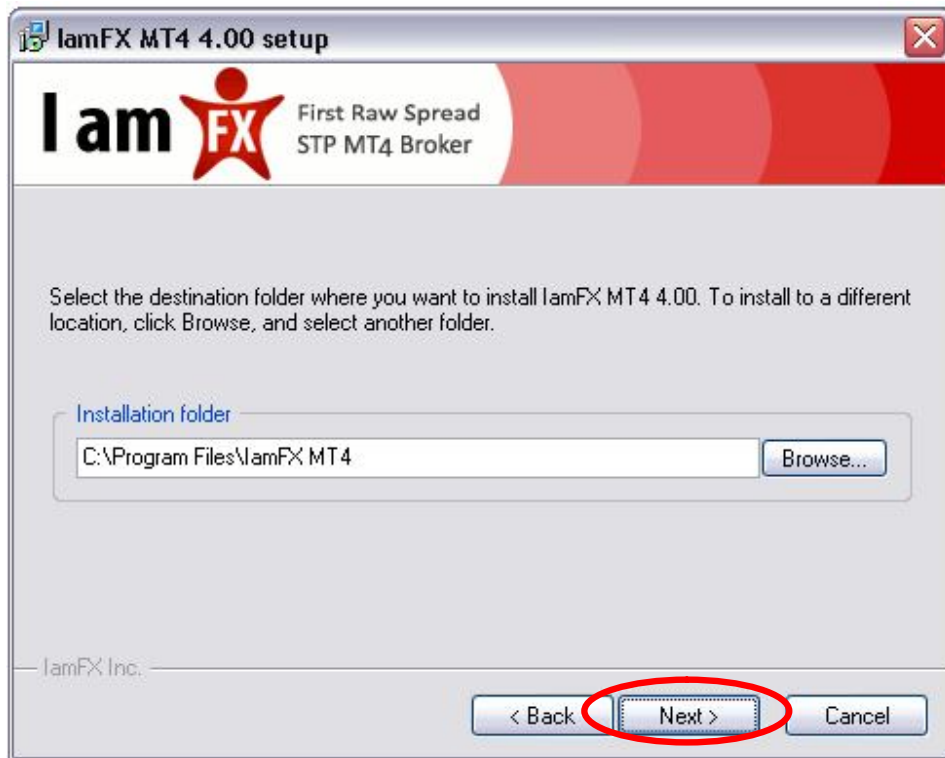 IamFX MT4 4.00 setup
I am FX
First Raw Spread
STP MT4 Broker
Select the destination folder where you want to install IamFX MT4 4.00. To install to a different
location, click Browse, and select another folder.
Installation folder
C:\Program Files\IamFX MT4
Browse...
IamFX Inc.
< Back
Next >
Cancel